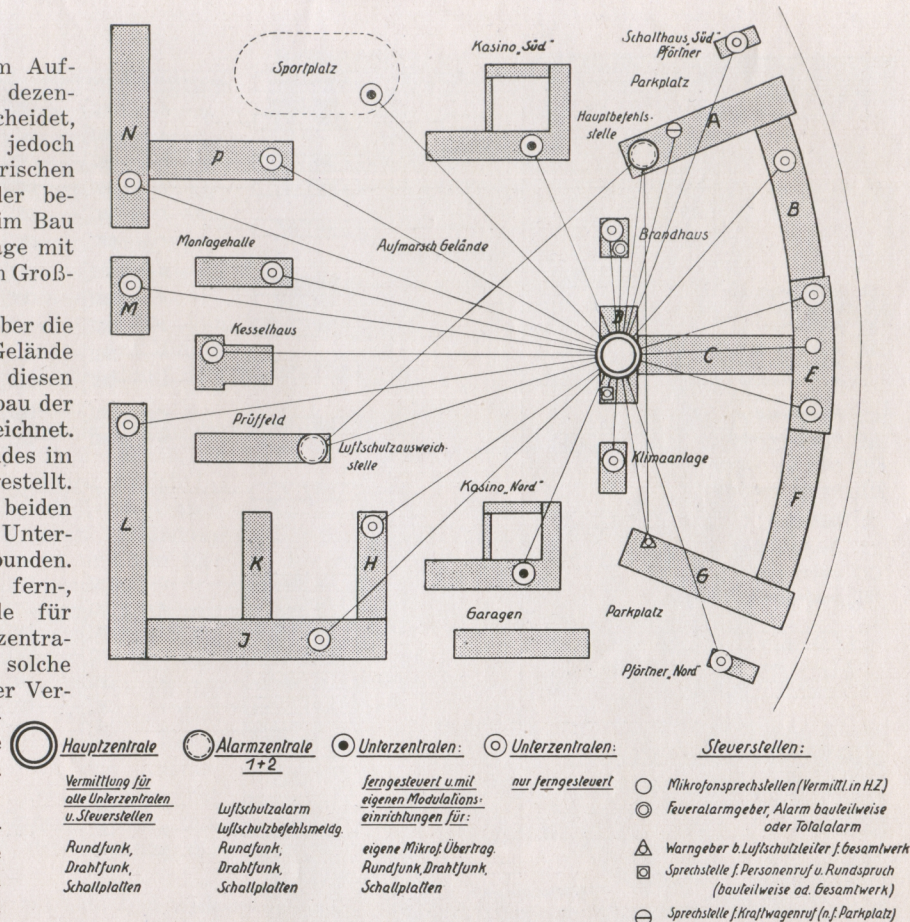 m Auf-
dezen-
cheidet,
jedoch
rischen
der be-
im Bau
age mit
n Groß-
ber die
Gelände
diesen
bau der
eichnet.
des im
estellt.
beiden
Unter-
bunden.
fern-,
le für
zentra-
solche
er Ver-
Sportplatz
Kasino „Süd“
Schalthaus „Süd“
Pförtner
Parkplatz
Hauptbefehls-
stelle
A
N
P
B
Montagehalle
Aufmarsch Gelände
Brandhaus
M
Kesselhaus
D
C
E
Prüffeld
Luftschutzausweich-
stelle
Klimaanlage
Kasino „Nord“
L
K
H
F
G
Garagen
Parkplatz
J
Pförtner „Nord“
Hauptzentrale
Vermittlung für
alle Unterzentralen
u. Steuerstellen
Rundfunk,
Drahtfunk,
Schallplatten
Alarmzentrale
1+2
Luftschutzalarm
Luftschutzbefehlsmeldg.
Rundfunk,
Drahtfunk,
Schallplatten
Unterzentralen:
ferngesteuert u. mit
eigenen Modulations-
einrichtungen für:
eigene Mikrof. Übertrag.
Rundfunk, Drahtfunk,
Schallplatten
Unterzentralen:
nur ferngesteuert
Steuerstellen:
Mikrofonsprechstellen (Vermittl. in H.Z.)
Feueralarmgeber, Alarm bauteilweise
oder Totalalarm
Warngeber b. Luftschutzleiter f. Gesamtwerk
Sprechstelle f. Personenruf u. Rundspruch
(bauteilweise od. Gesamtwerk)
Sprechstelle f. Kraftwagenruf (n. f. Parkplatz)